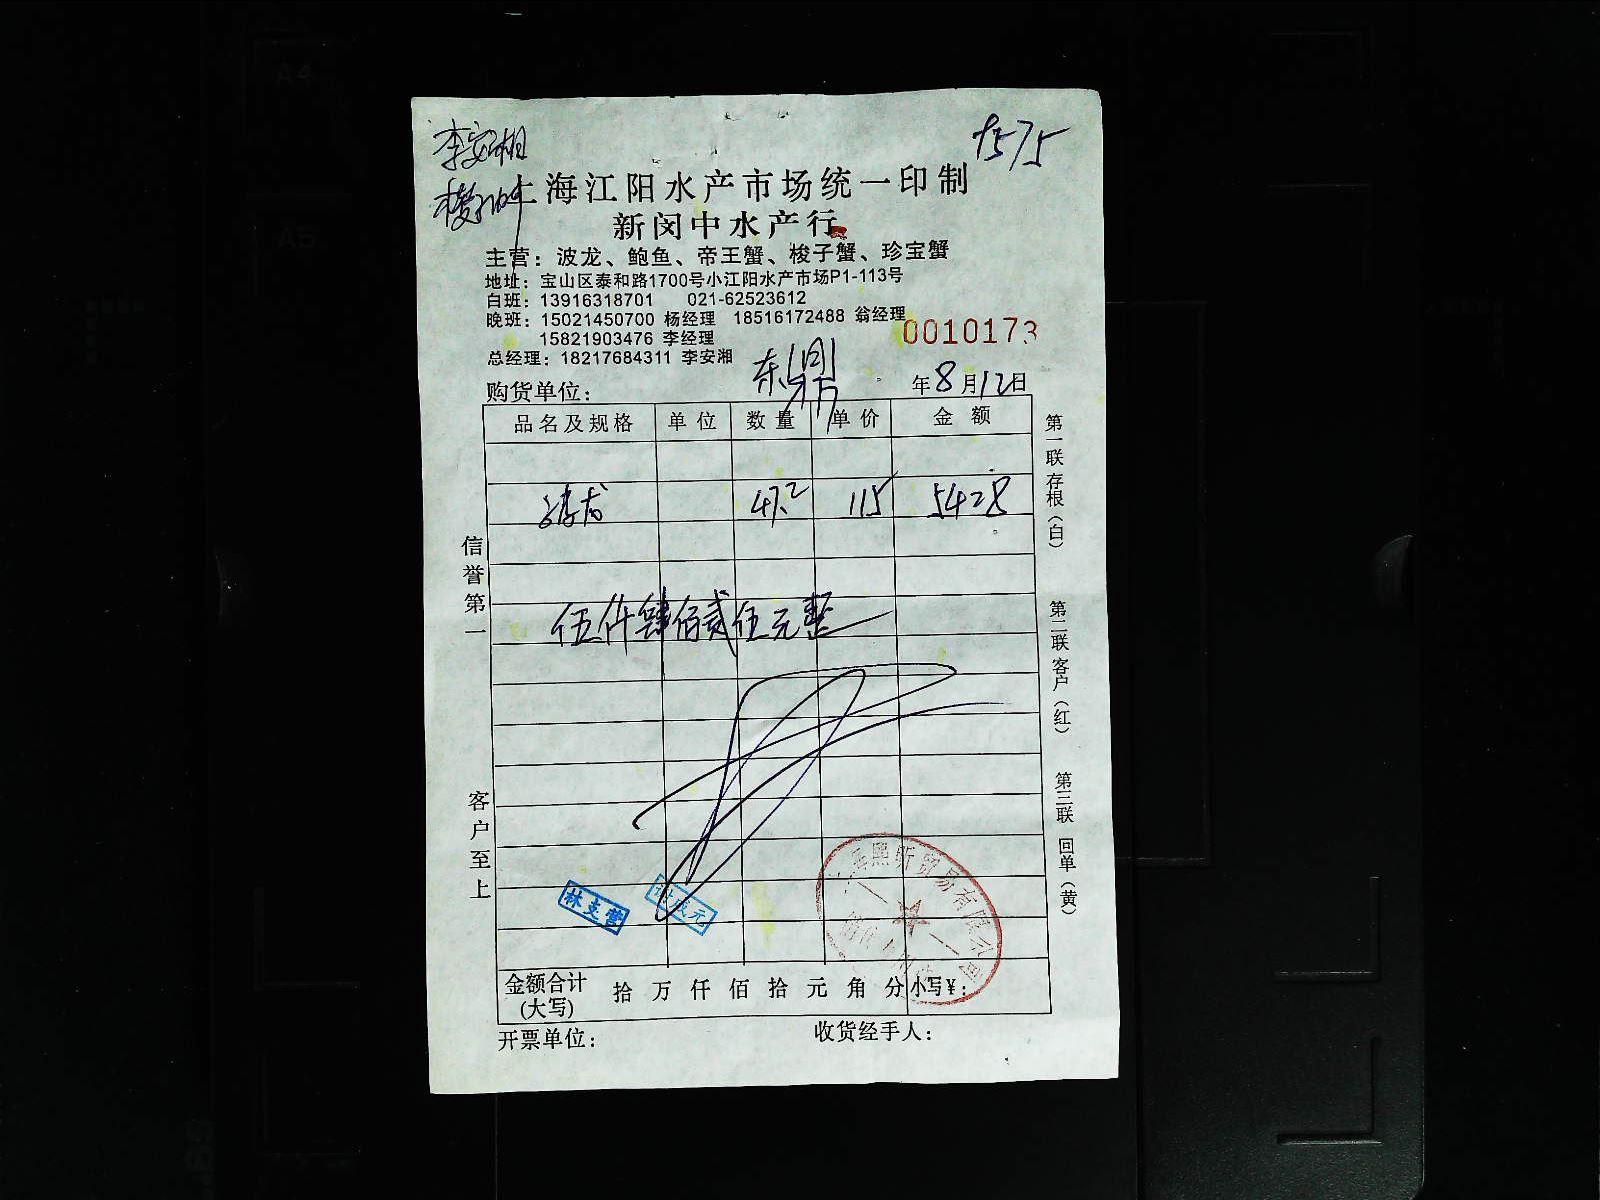 李安湘
上海江阳水产市场统一印制
新闵中水产行
主营：波龙、鲍鱼、帝王蟹、梭子蟹、珍宝蟹
地址：宝山区泰和路1700号小江阳水产市场P1-113号
白班：13916318701 021-62523612
晚班：15021450700 杨经理 18516172488 翁经理
15821903476 李经理
总经理：18217684311 李安湘
0010173
购货单位： 东鼎
年8月12日
品名及规格 单位 数量 单价 金额
波龙 47.2 115 5428
伍仟肆佰贰伍元整
信誉第一
客户至上
第一联 存根（白）
第二联 客户（红）
第三联 回单（黄）
林支营
金额合计(大写) 拾 万 仟 佰 拾 元 角 分 小写¥：
开票单位： 收货经手人：